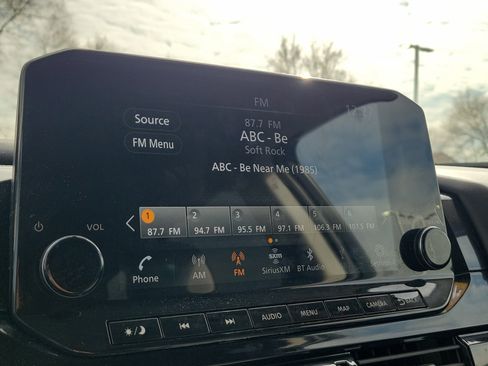 FM
Source
87.7 FM
ABC - Be
FM Menu
Soft Rock
ABC - Be Near Me (1985)
1 2 3 4 5 6
87.7 FM 94.7 FM 95.5 FM 97.1 FM 106.3 FM
VOL
Phone AM FM SiriusXM BT Audio Settings
AUDIO MENU MAP CAMERA BACK